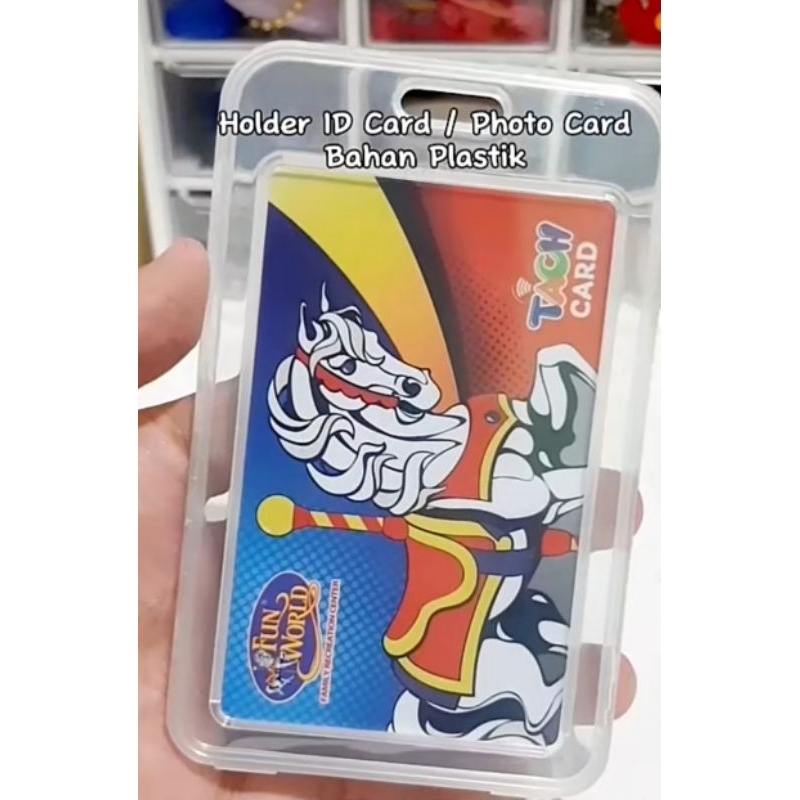 Holder ID Card / Photo Card
Bahan Plastik
TACH
CARD
FUN
WORLD
FAMILY RECREATION CENTER